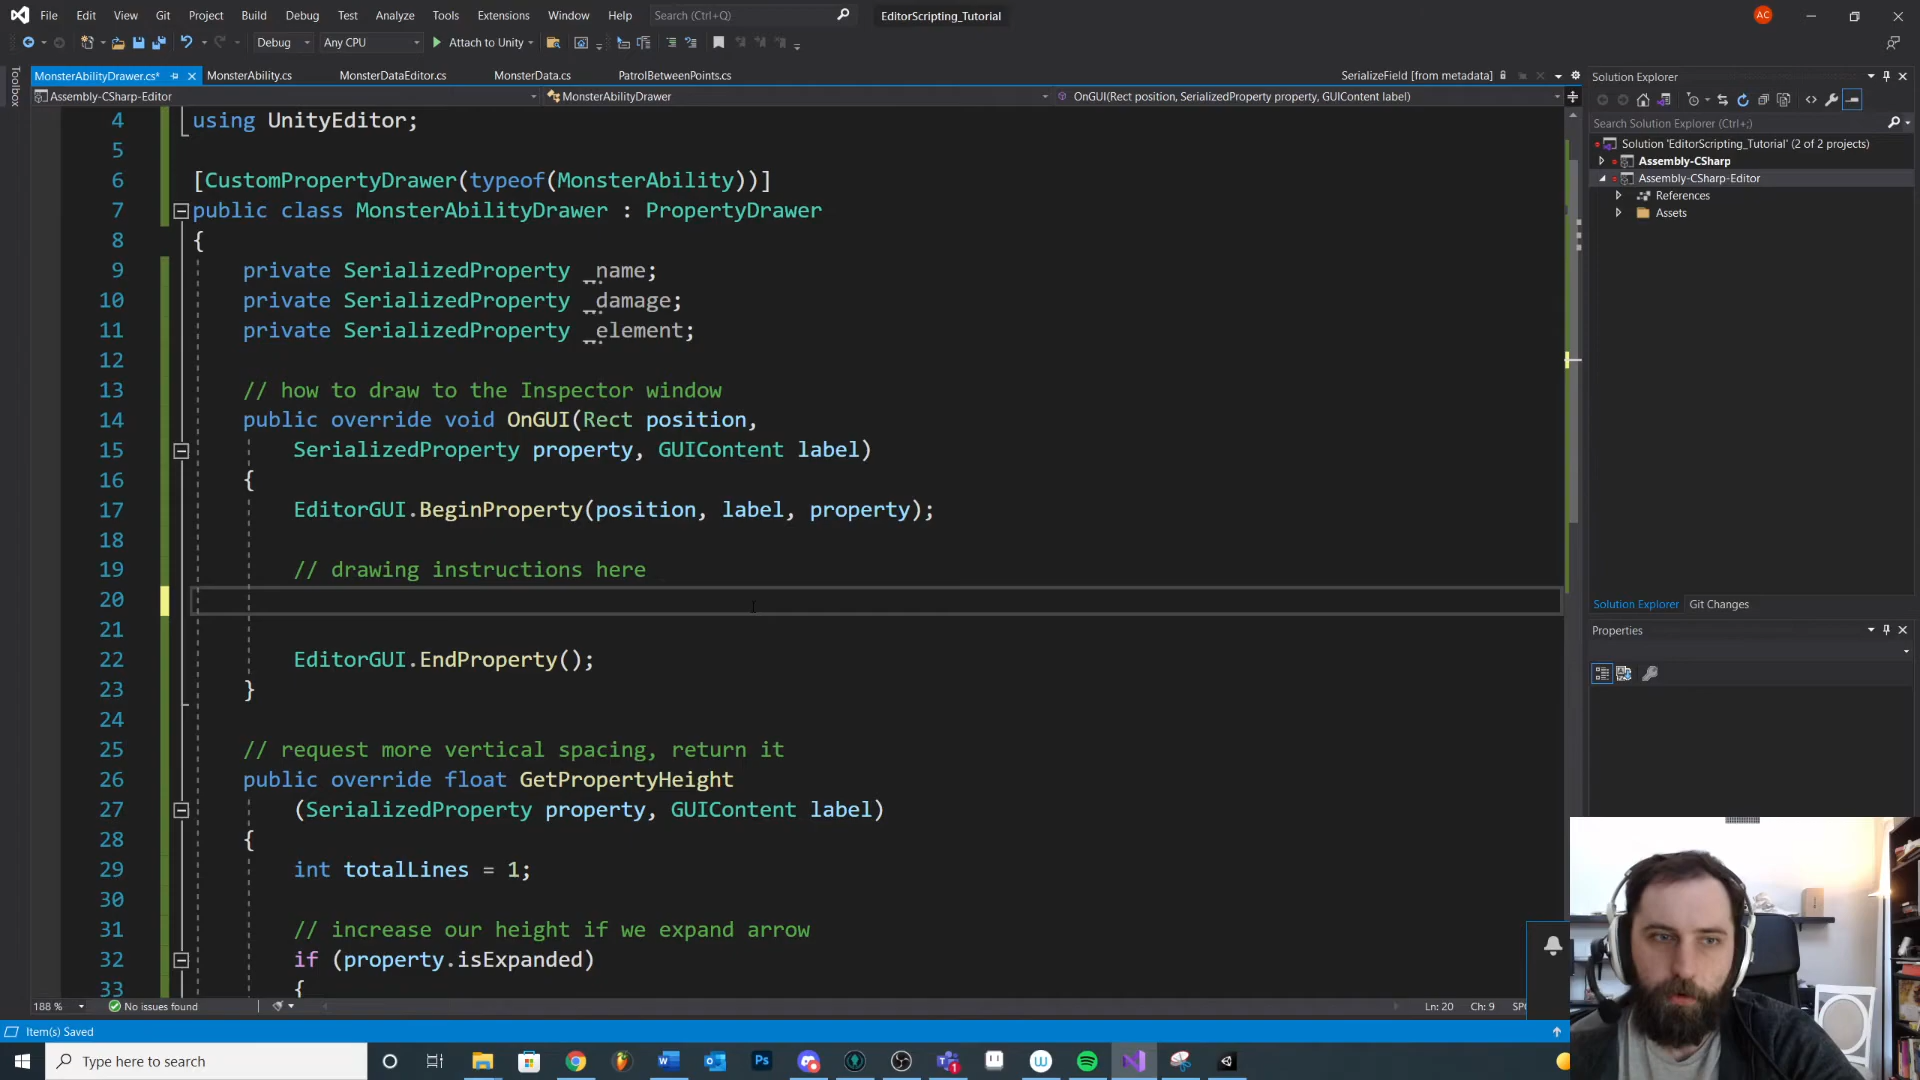 File Edit View Git Project Build Debug Test Analyze Tools Extensions Window Help Search (Ctrl+Q) EditorScripting_Tutorial AC
Debug Any CPU Attach to Unity
Toolbox
MonsterAbilityDrawer.cs* MonsterAbility.cs MonsterDataEditor.cs MonsterData.cs PatrolBetweenPoints.cs SerializeField [from metadata]
Assembly-CSharp-Editor MonsterAbilityDrawer OnGUI(Rect position, SerializedProperty property, GUIContent label)
4 using UnityEditor;
5
6 [CustomPropertyDrawer(typeof(MonsterAbility))]
7 public class MonsterAbilityDrawer : PropertyDrawer
8 {
9 private SerializedProperty _name;
10 private SerializedProperty _damage;
11 private SerializedProperty _element;
12
13 // how to draw to the Inspector window
14 public override void OnGUI(Rect position,
15 SerializedProperty property, GUIContent label)
16 {
17 EditorGUI.BeginProperty(position, label, property);
18
19 // drawing instructions here
20
21
22 EditorGUI.EndProperty();
23 }
24
25 // request more vertical spacing, return it
26 public override float GetPropertyHeight
27 (SerializedProperty property, GUIContent label)
28 {
29 int totalLines = 1;
30
31 // increase our height if we expand arrow
32 if (property.isExpanded)
33 {
188 % No issues found Ln: 20 Ch: 9
Item(s) Saved
Solution Explorer
Search Solution Explorer (Ctrl+;)
Solution 'EditorScripting_Tutorial' (2 of 2 projects)
Assembly-CSharp
Assembly-CSharp-Editor
References
Assets
Solution Explorer Git Changes
Properties
Type here to search